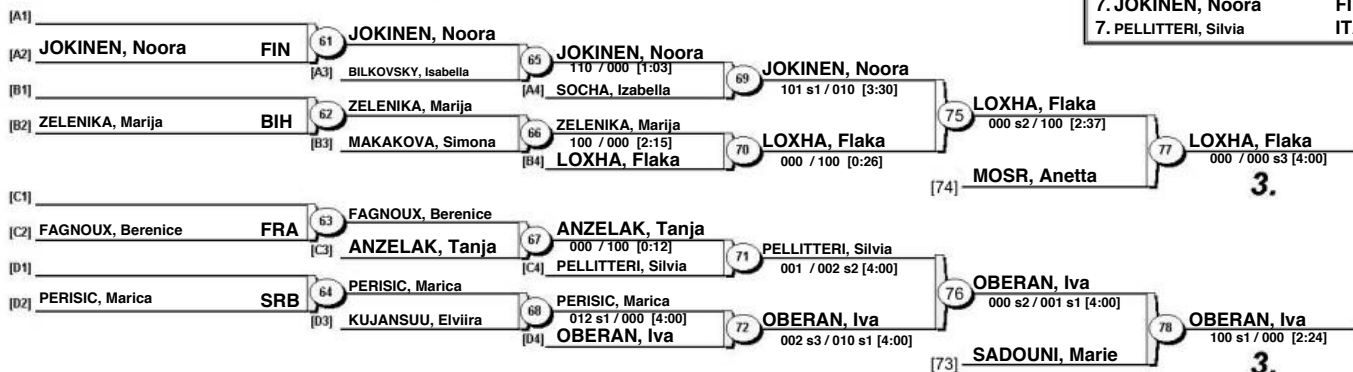 7. JOKINEN, Noora FI
7. PELLITTERI, Silvia IT
[A1]
[A2] JOKINEN, Noora FIN
61 JOKINEN, Noora
[A3] BILKOVSKY, Isabella
65 JOKINEN, Noora
110 / 000 [1:03]
[A4] SOCHA, Izabella
69 JOKINEN, Noora
101 s1 / 010 [3:30]
[B1]
[B2] ZELENIKA, Marija BIH
62 ZELENIKA, Marija
[B3] MAKAKOVA, Simona
66 ZELENIKA, Marija
100 / 000 [2:15]
[B4] LOXHA, Flaka
70 LOXHA, Flaka
000 / 100 [0:26]
75 LOXHA, Flaka
000 s2 / 100 [2:37]
[74] MOSR, Anetta
77 LOXHA, Flaka
000 / 000 s3 [4:00]
3.
[C1]
[C2] FAGNOUX, Berenice FRA
63 FAGNOUX, Berenice
[C3] ANZELAK, Tanja
67 ANZELAK, Tanja
000 / 100 [0:12]
[C4] PELLITTERI, Silvia
71 PELLITTERI, Silvia
001 / 002 s2 [4:00]
[D1]
[D2] PERISIC, Marica SRB
64 PERISIC, Marica
[D3] KUJANSUU, Elviira
68 PERISIC, Marica
012 s1 / 000 [4:00]
[D4] OBERAN, Iva
72 OBERAN, Iva
002 s3 / 010 s1 [4:00]
76 OBERAN, Iva
000 s2 / 001 s1 [4:00]
[73] SADOUNI, Marie
78 OBERAN, Iva
100 s1 / 000 [2:24]
3.